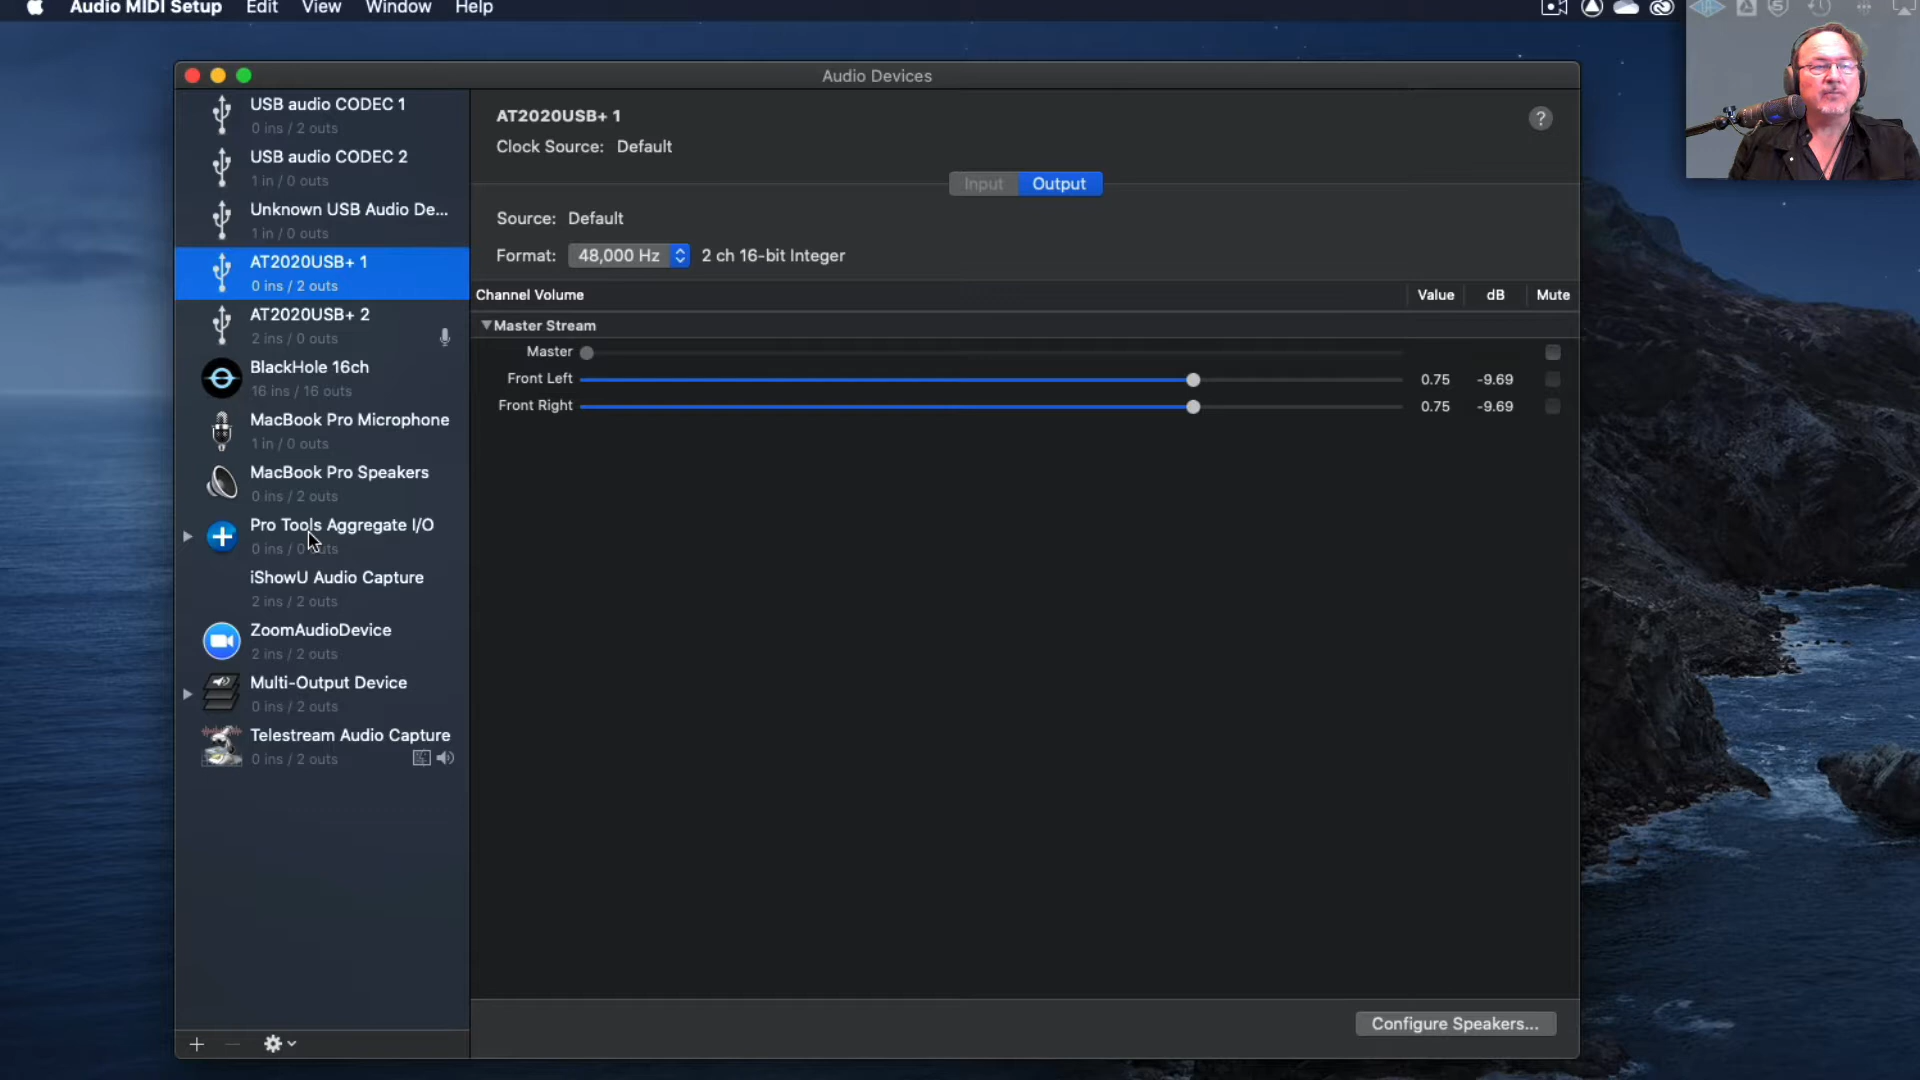 Audio MIDI Setup Edit View Window Help
Audio Devices
USB audio CODEC 1
0 ins / 2 outs
USB audio CODEC 2
1 in / 0 outs
Unknown USB Audio De...
1 in / 0 outs
AT2020USB+ 1
0 ins / 2 outs
AT2020USB+ 2
2 ins / 0 outs
BlackHole 16ch
16 ins / 16 outs
MacBook Pro Microphone
1 in / 0 outs
MacBook Pro Speakers
0 ins / 2 outs
Pro Tools Aggregate I/O
0 ins / 0 outs
iShowU Audio Capture
2 ins / 2 outs
ZoomAudioDevice
2 ins / 2 outs
Multi-Output Device
0 ins / 2 outs
Telestream Audio Capture
0 ins / 2 outs
AT2020USB+ 1
?
Clock Source: Default
Input Output
Source: Default
Format: 48,000 Hz 2 ch 16-bit Integer
Channel Volume Value dB Mute
Master Stream
Master
Front Left 0.75 -9.69
Front Right 0.75 -9.69
Configure Speakers...